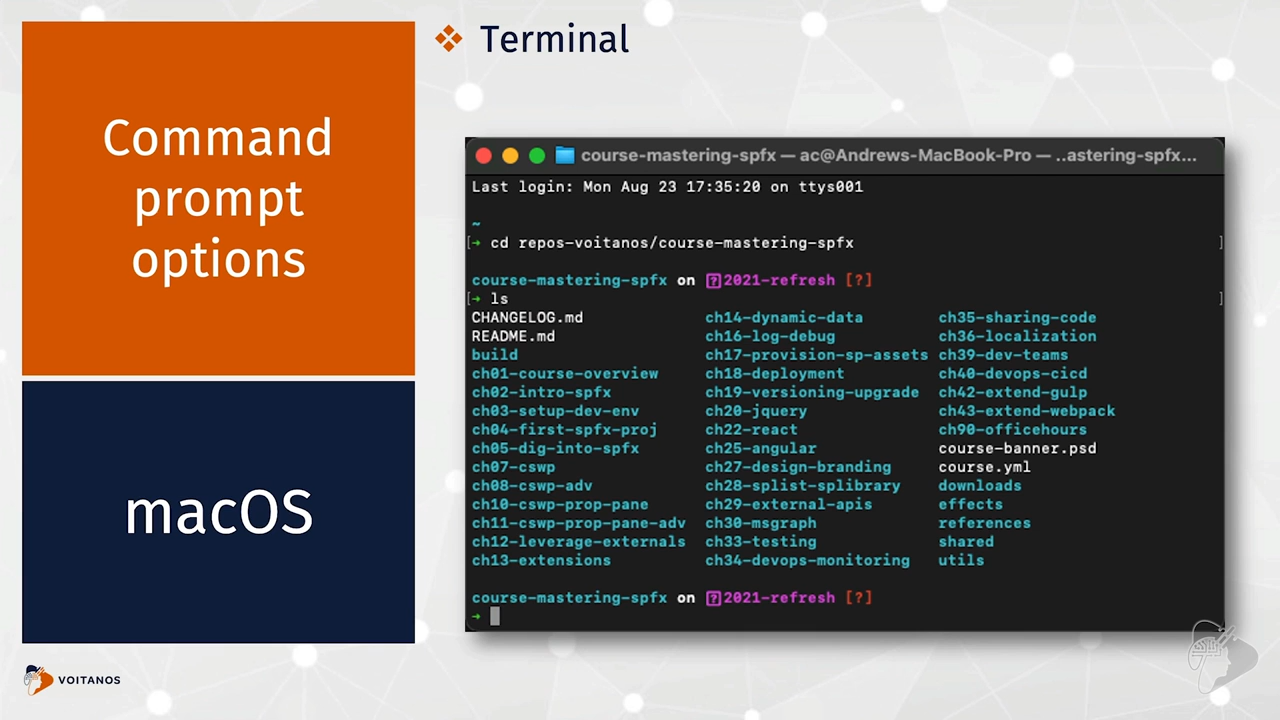 Command
prompt
options
macOS
VOITANOS
❖ Terminal
course-mastering-spfx — ac@Andrews-MacBook-Pro — ..astering-spfx...
Last login: Mon Aug 23 17:35:20 on ttys001
~
[➜ cd repos-voitanos/course-mastering-spfx ]
course-mastering-spfx on 2021-refresh [?]
[➜ ls ]
CHANGELOG.md ch14-dynamic-data ch35-sharing-code
README.md ch16-log-debug ch36-localization
build ch17-provision-sp-assets ch39-dev-teams
ch01-course-overview ch18-deployment ch40-devops-cicd
ch02-intro-spfx ch19-versioning-upgrade ch42-extend-gulp
ch03-setup-dev-env ch20-jquery ch43-extend-webpack
ch04-first-spfx-proj ch22-react ch90-officehours
ch05-dig-into-spfx ch25-angular course-banner.psd
ch07-cswp ch27-design-branding course.yml
ch08-cswp-adv ch28-splist-splibrary downloads
ch10-cswp-prop-pane ch29-external-apis effects
ch11-cswp-prop-pane-adv ch30-msgraph references
ch12-leverage-externals ch33-testing shared
ch13-extensions ch34-devops-monitoring utils
course-mastering-spfx on 2021-refresh [?]
➜